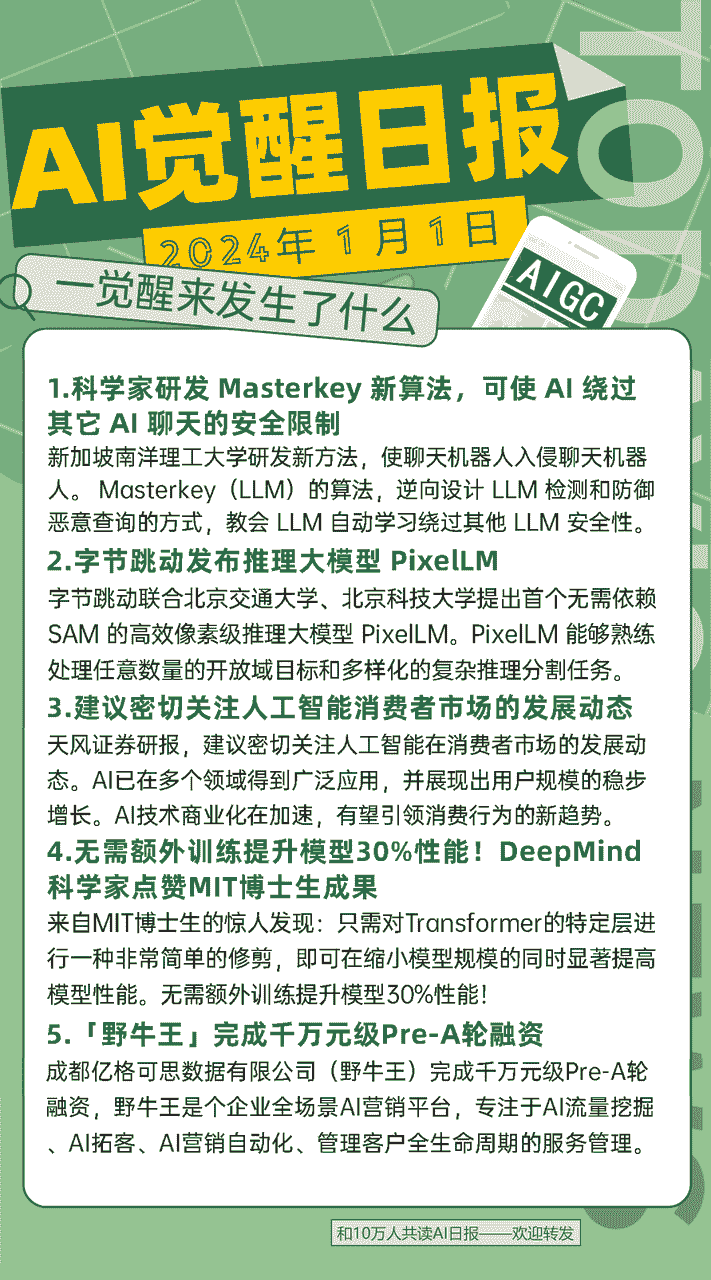 AI觉醒日报
2024年1月1日
一觉醒来发生了什么
AIGC
1.科学家研发 Masterkey 新算法，可使 AI 绕过
其它 AI 聊天的安全限制
新加坡南洋理工大学研发新方法，使聊天机器人入侵聊天机器
人。 Masterkey（LLM）的算法，逆向设计 LLM 检测和防御
恶意查询的方式，教会 LLM 自动学习绕过其他 LLM 安全性。
2.字节跳动发布推理大模型 PixelLM
字节跳动联合北京交通大学、北京科技大学提出首个无需依赖
SAM 的高效像素级推理大模型 PixelLM。PixelLM 能够熟练
处理任意数量的开放域目标和多样化的复杂推理分割任务。
3.建议密切关注人工智能消费者市场的发展动态
天风证券研报，建议密切关注人工智能在消费者市场的发展动
态。AI已在多个领域得到广泛应用，并展现出用户规模的稳步
增长。AI技术商业化在加速，有望引领消费行为的新趋势。
4.无需额外训练提升模型30%性能！DeepMind
科学家点赞MIT博士生成果
来自MIT博士生的惊人发现：只需对Transformer的特定层进
行一种非常简单的修剪，即可在缩小模型规模的同时显著提高
模型性能。无需额外训练提升模型30%性能！
5.「野牛王」完成千万元级Pre-A轮融资
成都亿格可思数据有限公司（野牛王）完成千万元级Pre-A轮
融资，野牛王是个企业全场景AI营销平台，专注于AI流量挖掘
、AI拓客、AI营销自动化、管理客户全生命周期的服务管理。
和10万人共读AI日报——欢迎转发